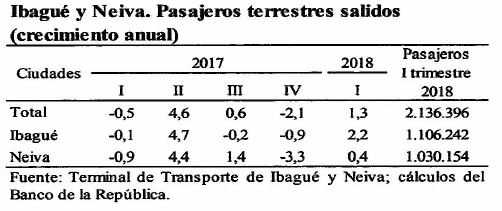 Ibagué y Neiva. Pasajeros terrestres salidos
(crecimiento anual)
Ciudades 2017 2018 Pasajeros I trimestre 2018
I II III IV I
Total -0,5 4,6 0,6 -2,1 1,3 2.136.396
Ibagué -0,1 4,7 -0,2 -0,9 2,2 1.106.242
Neiva -0,9 4,4 1,4 -3,3 0,4 1.030.154
Fuente: Terminal de Transporte de Ibagué y Neiva; cálculos del
Banco de la República.